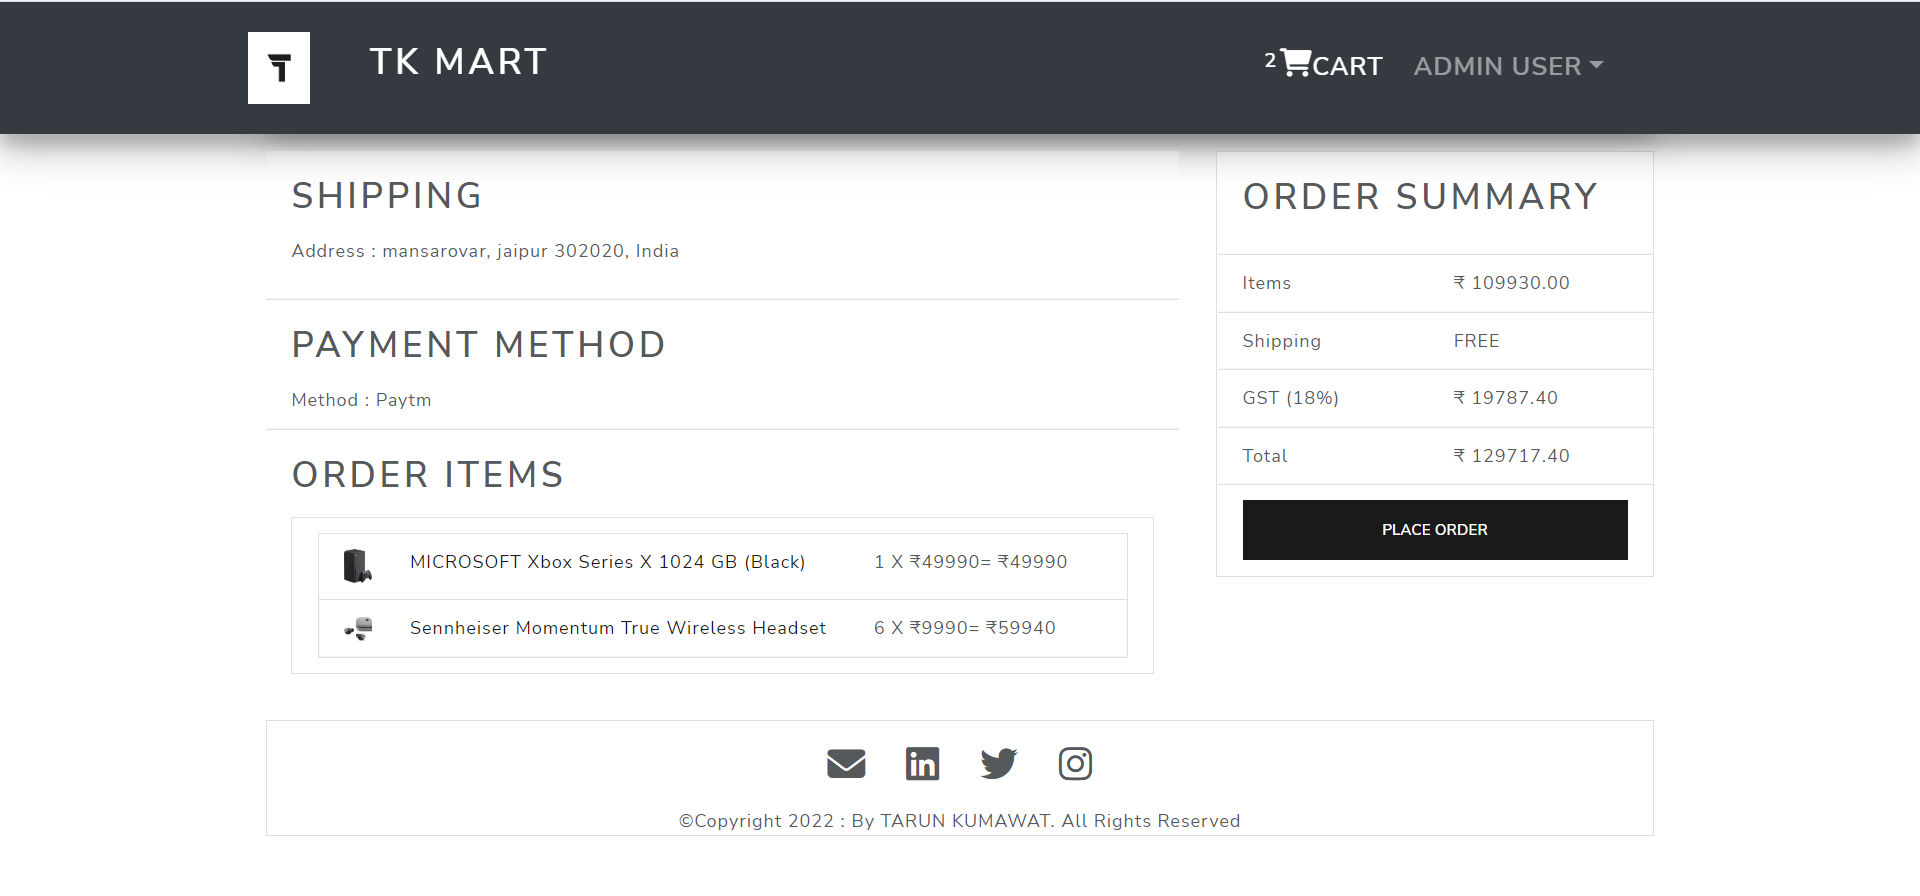 TK MART
2 CART
ADMIN USER
SHIPPING
Address : mansarovar, jaipur 302020, India
PAYMENT METHOD
Method : Paytm
ORDER ITEMS
MICROSOFT Xbox Series X 1024 GB (Black)
1 X ₹49990= ₹49990
Sennheiser Momentum True Wireless Headset
6 X ₹9990= ₹59940
ORDER SUMMARY
Items ₹ 109930.00
Shipping FREE
GST (18%) ₹ 19787.40
Total ₹ 129717.40
PLACE ORDER
©Copyright 2022 : By TARUN KUMAWAT. All Rights Reserved